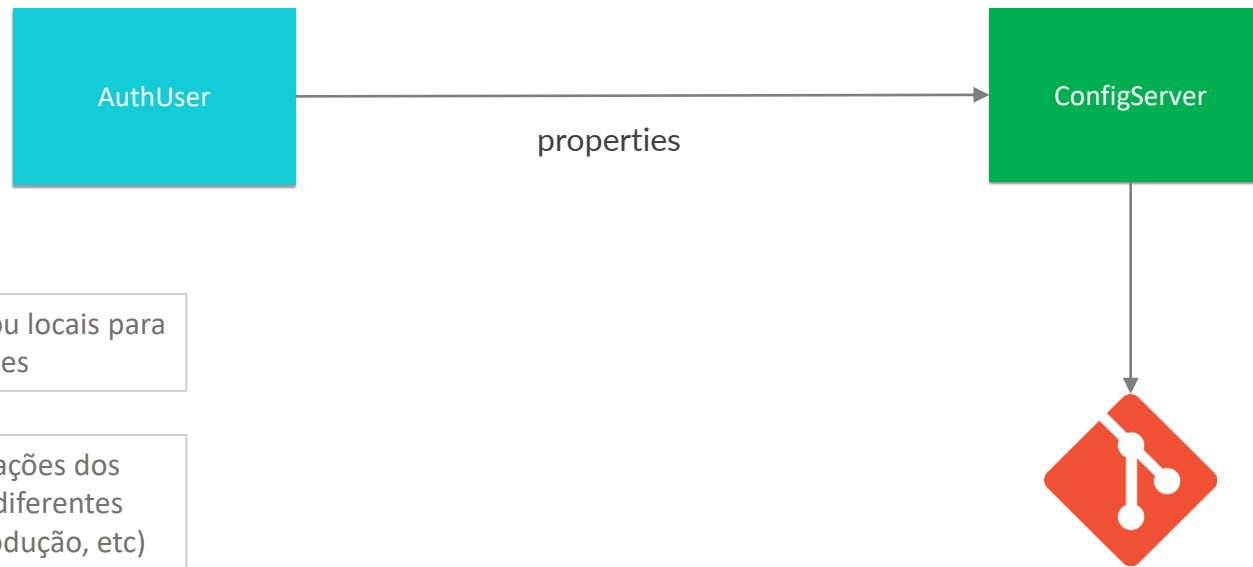 AuthUser
ConfigServer
properties
ou locais para
es
ações dos
diferentes
odução, etc)